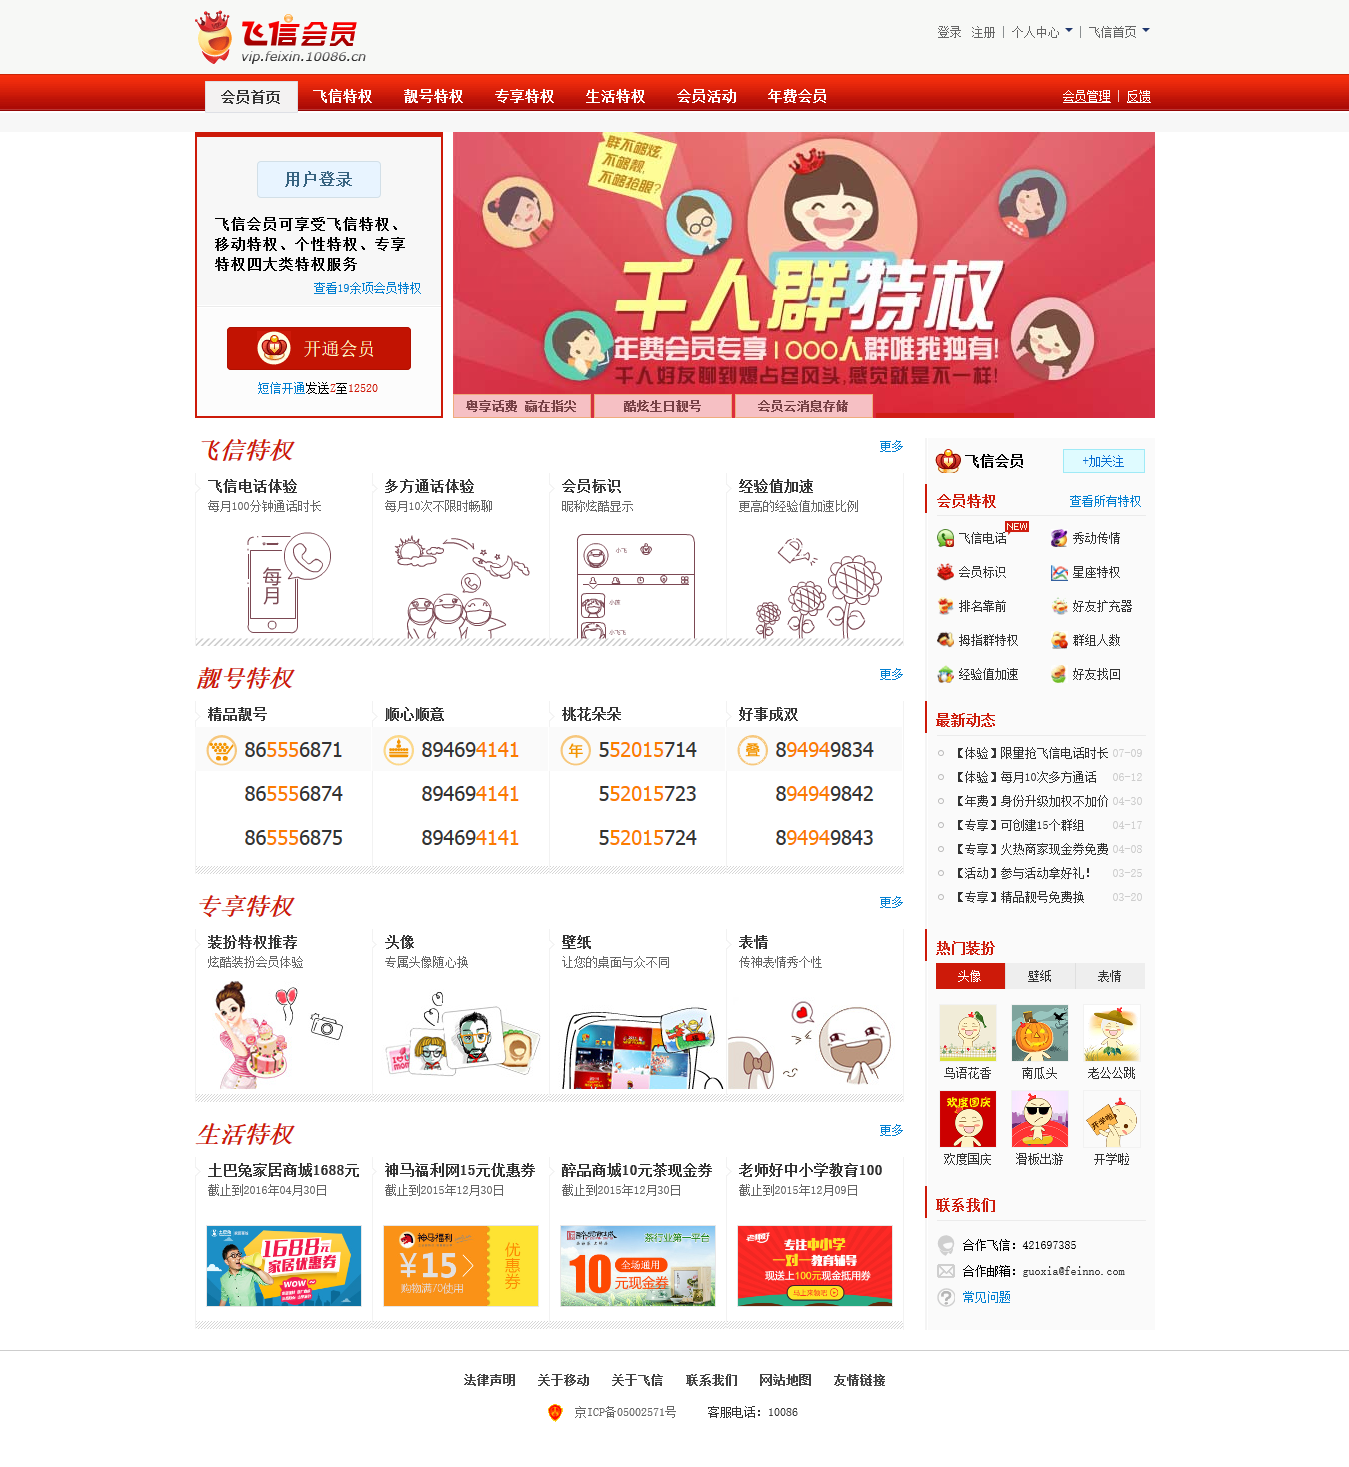 飞信会员
vip.feixin.10086.cn
登录 注册 | 个人中心 | 飞信首页
会员首页 飞信特权 靓号特权 专享特权 生活特权 会员活动 年费会员 会员管理 | 反馈
用户登录
飞信会员可享受飞信特权、
移动特权、个性特权、专享
特权四大类特权服务
查看19余项会员特权
开通会员
短信开通发送Z至12520
群不够炫,
不够靓,
不够抢眼?
千人群特权
年费会员专享1000人群唯我独有!
千人好友聊到爆占尽风头,感觉就是不一样!
粤享话费 赢在指尖 酷炫生日靓号 会员云消息存储
飞信特权 更多
飞信电话体验 多方通话体验 会员标识 经验值加速
每月100分钟通话时长 每月10次不限时畅聊 昵称炫酷显示 更高的经验值加速比例
每月
小飞
小飞飞
靓号特权 更多
精品靓号 顺心顺意 桃花朵朵 好事成双
865556871 894694141 年 552015714 叠 894949834
865556874 894694141 552015723 894949842
865556875 894694141 552015724 894949843
专享特权 更多
装扮特权推荐 头像 壁纸 表情
炫酷装扮会员体验 专属头像随心换 让您的桌面与众不同 传神表情秀个性
生活特权 更多
土巴兔家居商城1688元 神马福利网15元优惠券 醉品商城10元茶现金券 老师好中小学教育100
截止到2016年04月30日 截止到2015年12月30日 截止到2015年12月30日 截止到2015年12月09日
1688元
家居优惠券
WOW~
神马福利
¥15
购物满70使用
优惠券
茶行业第一平台
10 全场通用
元现金券
老师好
专注中小学
一对一教育辅导
现送上100元现金抵用券
马上来领吧
飞信会员 +加关注
会员特权 查看所有特权
飞信电话 NEW 秀动传情
会员标识 星座特权
排名靠前 好友扩充器
拇指群特权 群组人数
经验值加速 好友找回
最新动态
【体验】限量抢飞信电话时长 07-09
【体验】每月10次多方通话 06-12
【年费】身份升级加权不加价 04-30
【专享】可创建15个群组 04-17
【专享】火热商家现金券免费 04-08
【活动】参与活动拿好礼! 03-25
【专享】精品靓号免费换 03-20
热门装扮
头像 壁纸 表情
鸟语花香 南瓜头 老公公跳
欢度国庆
开学啦
欢度国庆 滑板出游 开学啦
联系我们
合作飞信：421697385
合作邮箱：guoxia@feinno.com
常见问题
法律声明 关于移动 关于飞信 联系我们 网站地图 友情链接
京ICP备05002571号 客服电话：10086